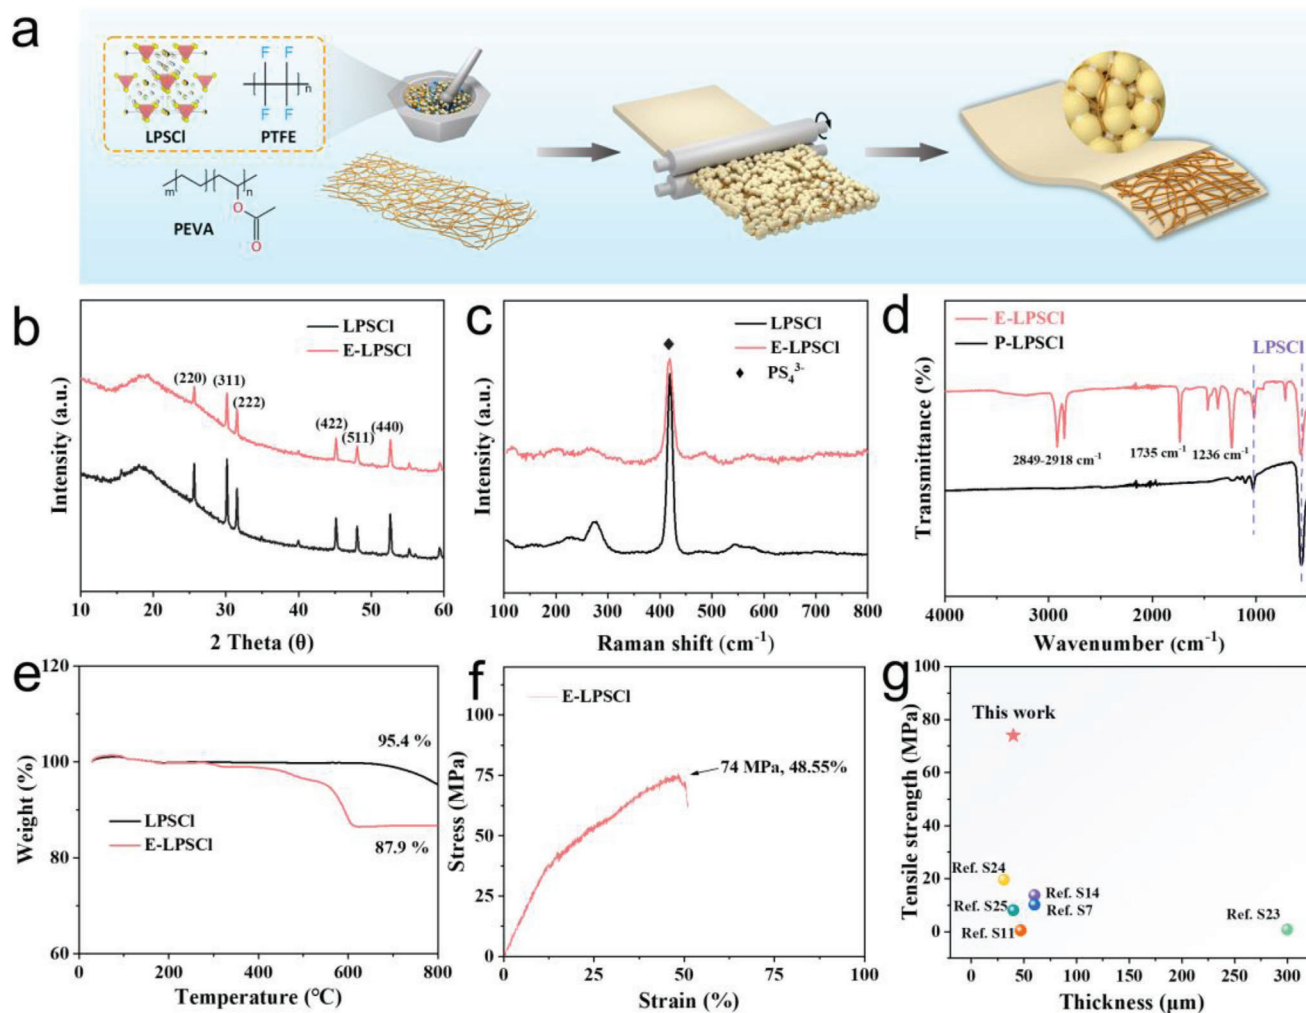 a
F F
n
F F
LPSCl PTFE
m n
O
O
PEVA
b
LPSCl
E-LPSCl
(220)
(311)
(222)
(422)
(511)
(440)
Intensity (a.u.)
10 20 30 40 50 60
2 Theta (θ)
c
LPSCl
E-LPSCl
◆ PS₄³⁻
Intensity (a.u.)
100 200 300 400 500 600 700 800
Raman shift (cm⁻¹)
d
E-LPSCl
P-LPSCl
LPSCl
2849-2918 cm⁻¹
1735 cm⁻¹
1236 cm⁻¹
Transmittance (%)
4000 3000 2000 1000
Wavenumber (cm⁻¹)
e
120
100
80
60
95.4 %
87.9 %
LPSCl
E-LPSCl
Weight (%)
0 200 400 600 800
Temperature (℃)
f
E-LPSCl
100
75
50
25
0
74 MPa, 48.55%
Stress (MPa)
0 25 50 75 100
Strain (%)
g
100
80
60
40
20
0
This work
Ref. S24
Ref. S14
Ref. S25
Ref. S7
Ref. S11
Ref. S23
Tensile strength (MPa)
0 50 100 150 200 250 300
Thickness (μm)